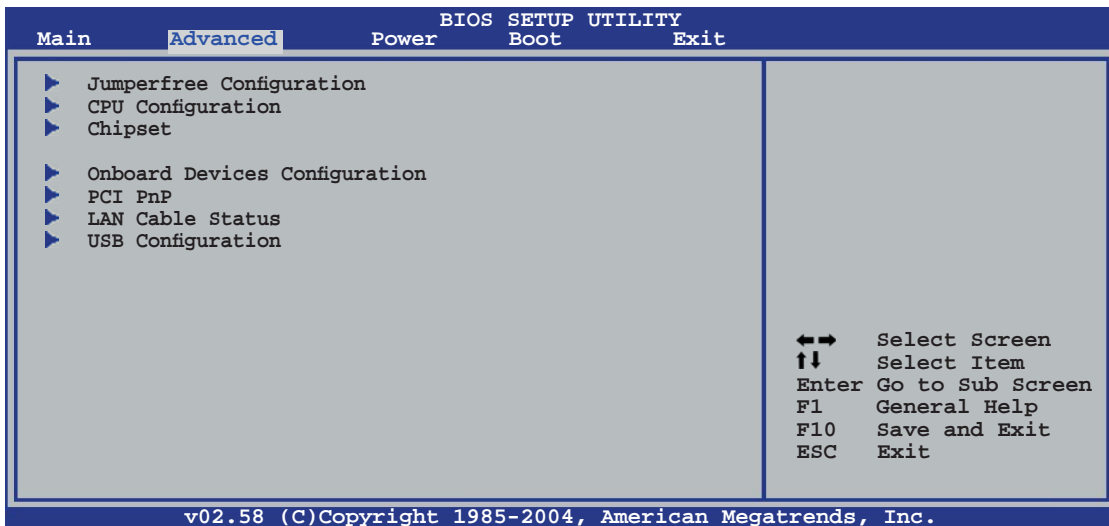 BIOS SETUP UTILITY
Main Advanced Power Boot Exit
Jumperfree Configuration
CPU Configuration
Chipset
Onboard Devices Configuration
PCI PnP
LAN Cable Status
USB Configuration
Select Screen
Select Item
Enter Go to Sub Screen
F1 General Help
F10 Save and Exit
ESC Exit
v02.58 (C)Copyright 1985-2004, American Megatrends, Inc.